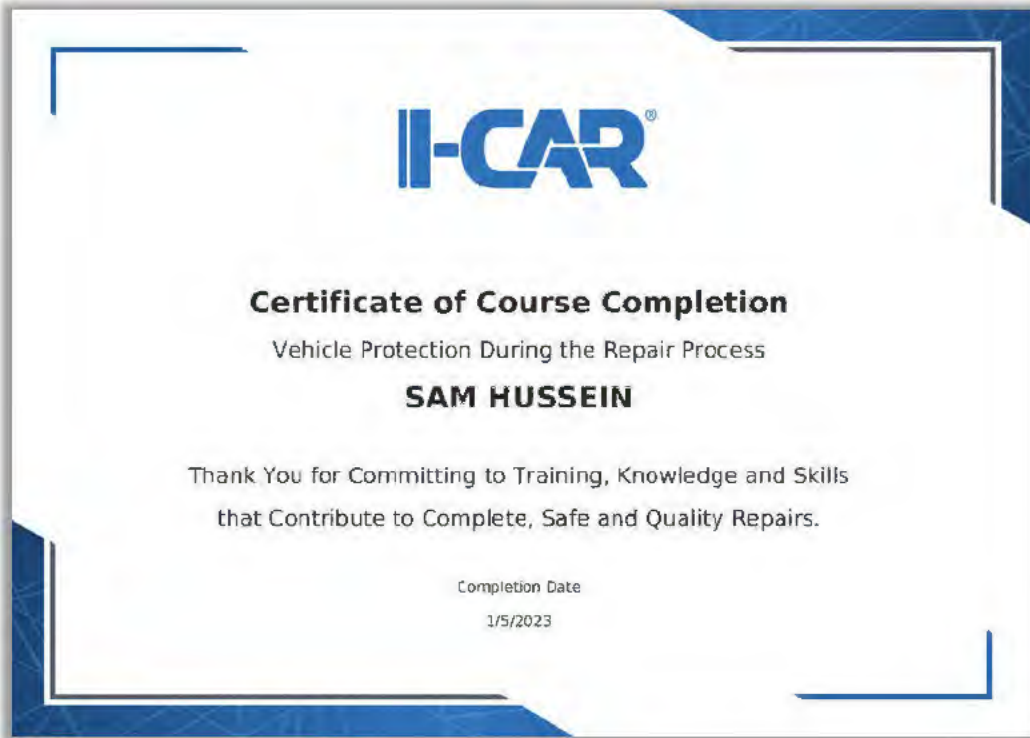 I-CAR®
Certificate of Course Completion
Vehicle Protection During the Repair Process
SAM HUSSEIN
Thank You for Committing to Training, Knowledge and Skills
that Contribute to Complete, Safe and Quality Repairs.
Completion Date
1/5/2023